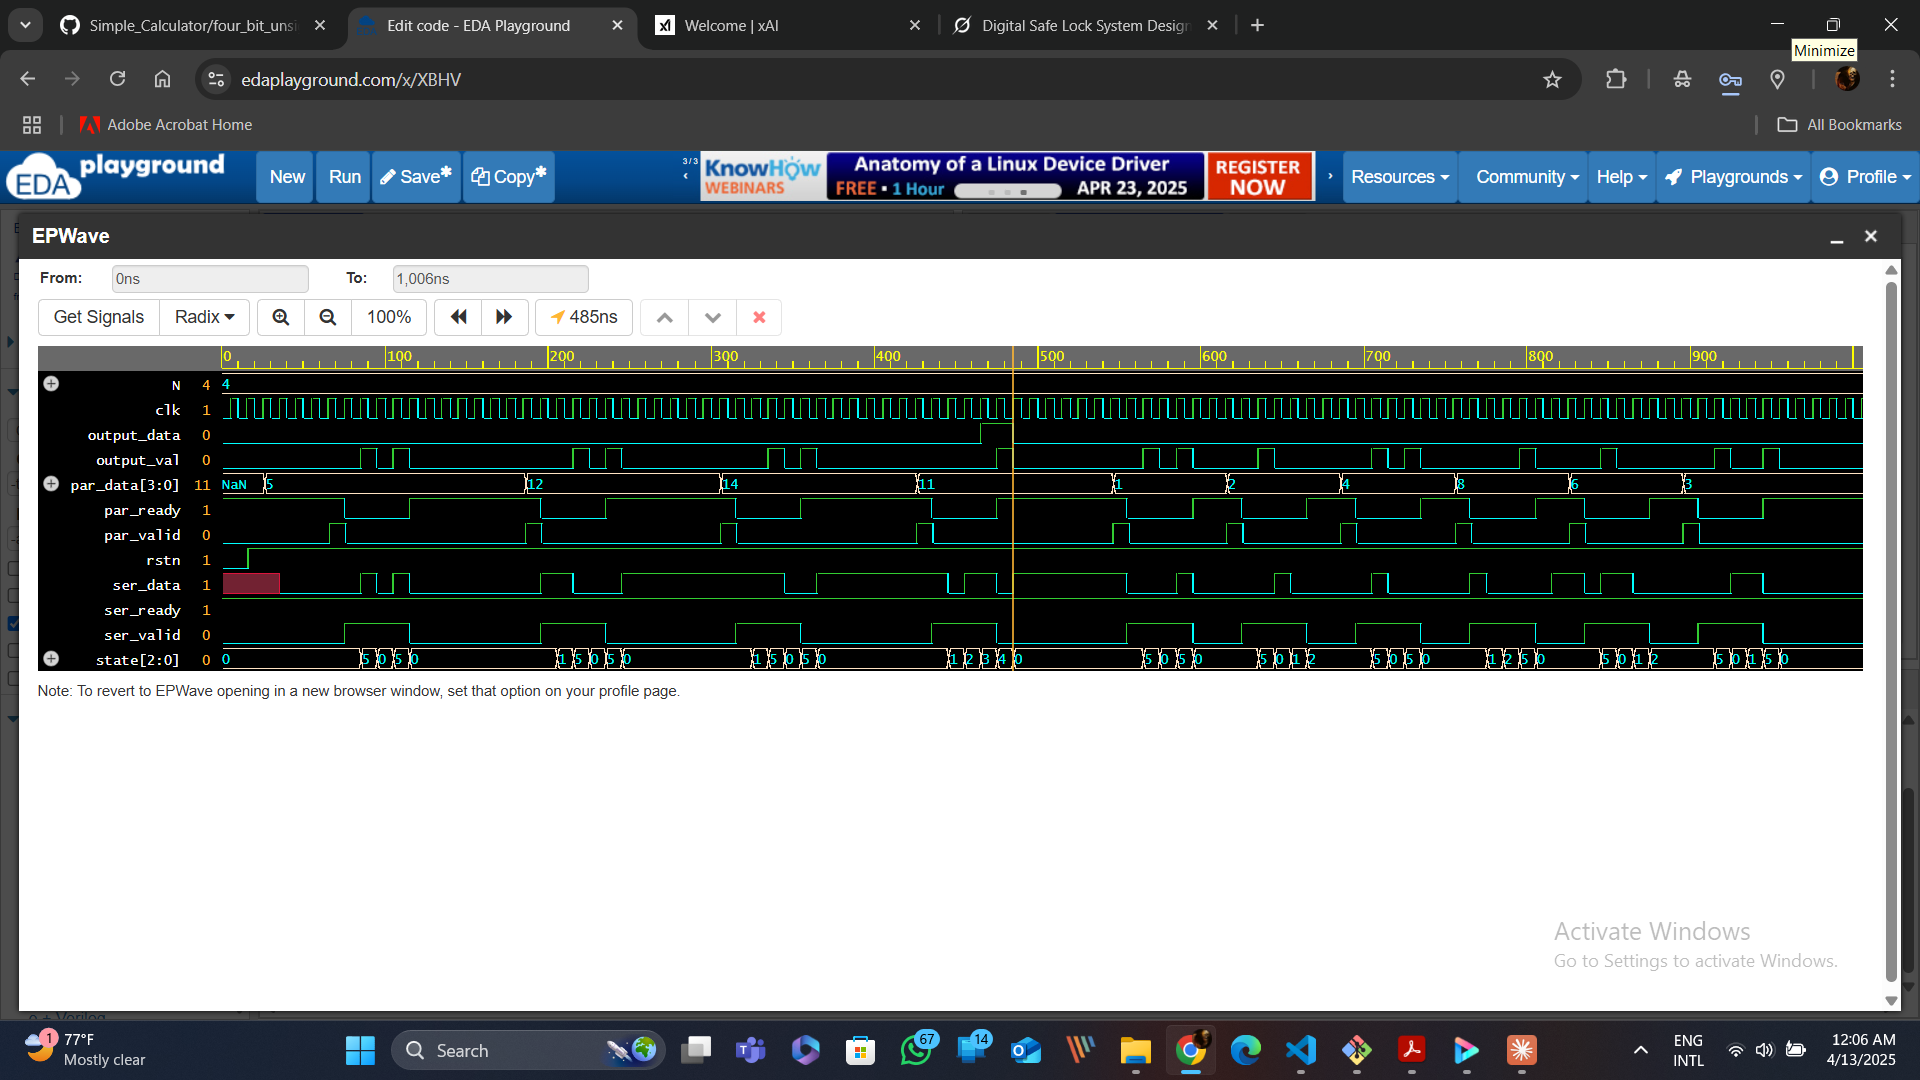 Simple_Calculator/four_bit_unsi
Edit code - EDA Playground
xI Welcome | xAI
Digital Safe Lock System Design
Minimize
edaplayground.com/x/XBHV
Adobe Acrobat Home
All Bookmarks
EDA playground
New
Run
Save*
Copy*
3/3
KnowHow
WEBINARS
Anatomy of a Linux Device Driver
FREE • 1 Hour
APR 23, 2025
REGISTER
NOW
Resources
Community
Help
Playgrounds
Profile
EPWave
From: 0ns To: 1,006ns
Get Signals Radix 100% 485ns
0 100 200 300 400 500 600 700 800 900
N 4 4
clk 1
output_data 0
output_val 0
par_data[3:0] 11 NaN 5 12 14 11 1 2 4 8 6 3
par_ready 1
par_valid 0
rstn 1
ser_data 1
ser_ready 1
ser_valid 0
state[2:0] 0 0 5 0 5 0 1 5 0 5 0 1 5 0 5 0 1 2 3 4 0 5 0 5 0 5 0 1 2 5 0 5 0 1 2 5 0 5 0 1 2 5 0 1 5 0
Note: To revert to EPWave opening in a new browser window, set that option on your profile page.
Activate Windows
Go to Settings to activate Windows.
1
77°F
Mostly clear
Search
67
14
ENG
INTL
12:06 AM
4/13/2025